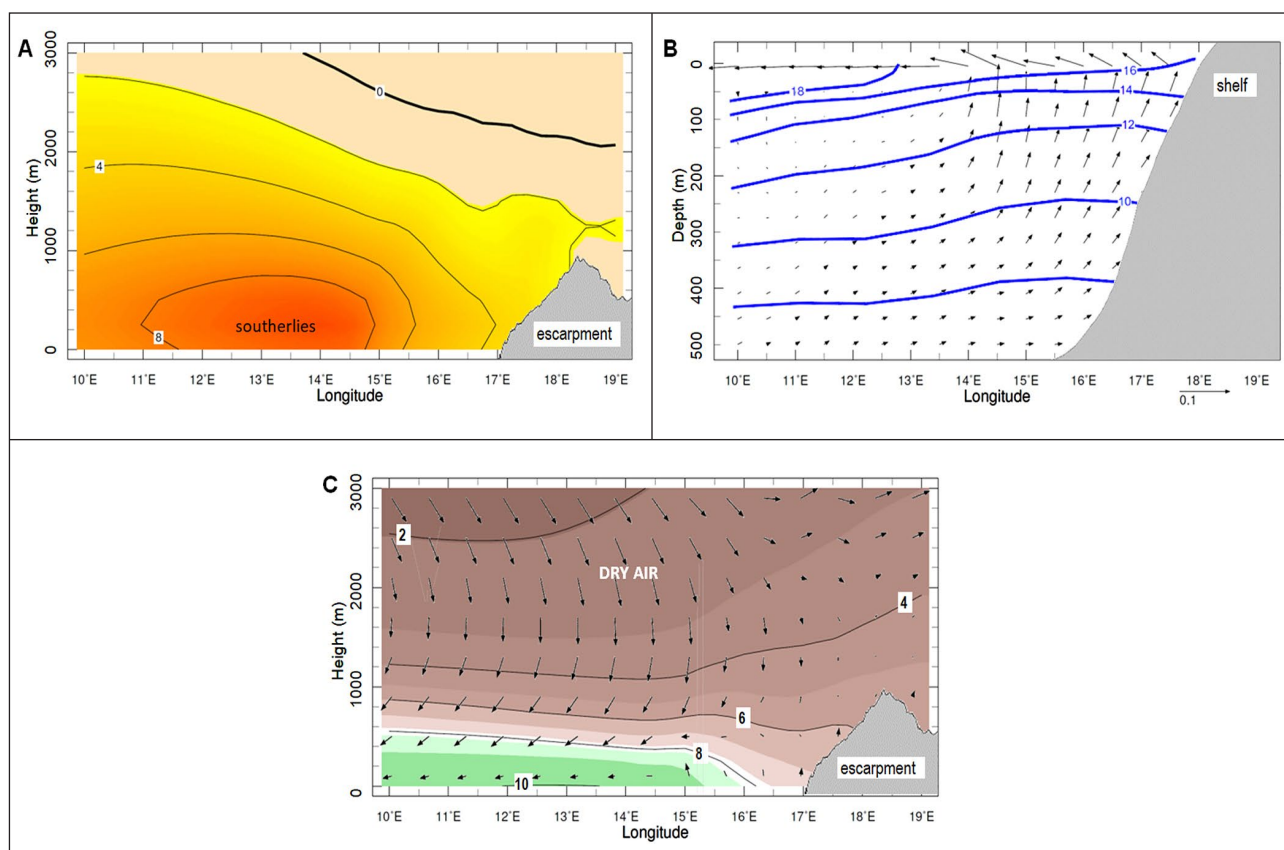 A
3000
2000
1000
0
Height (m)
0
4
8
southerlies
escarpment
10°E 11°E 12°E 13°E 14°E 15°E 16°E 17°E 18°E 19°E
Longitude
B
0
100
200
300
400
500
Depth (m)
18
16
14
12
10
8
shelf
10°E 11°E 12°E 13°E 14°E 15°E 16°E 17°E 18°E 19°E
Longitude
0.1
C
3000
2000
1000
0
Height (m)
2
DRY AIR
4
6
8
10
escarpment
10°E 11°E 12°E 13°E 14°E 15°E 16°E 17°E 18°E 19°E
Longitude